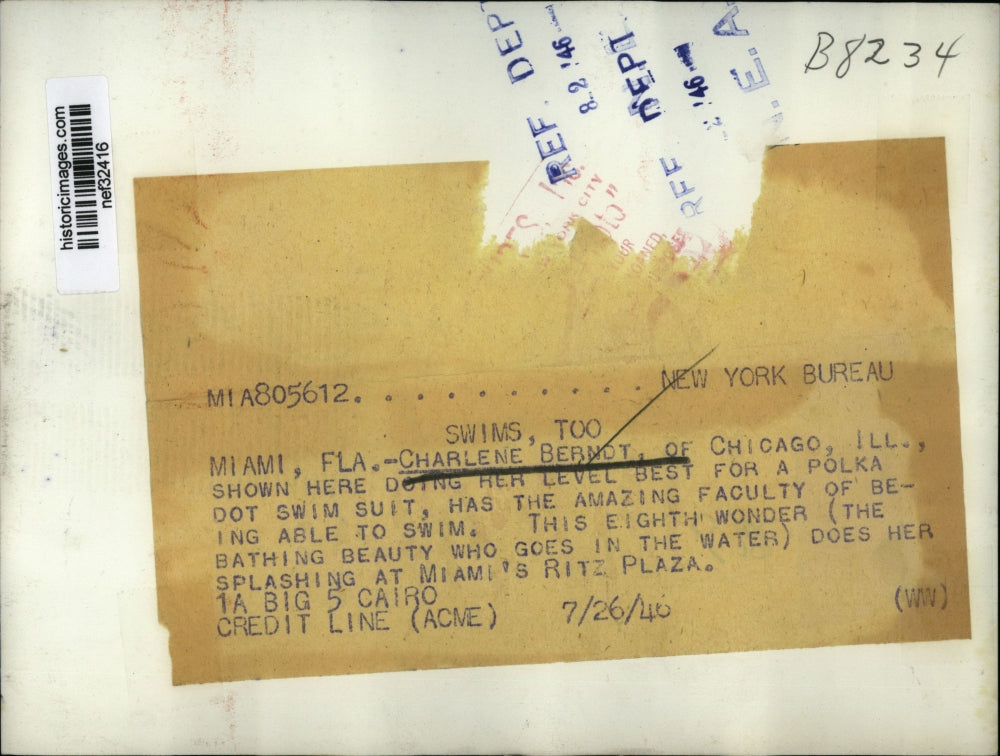 B8234
REF. DEPT
8-2 '46
DEPT.
2 '46
N.E.A
REF
historicimages.com
nef32416
CITY
MIA805612. . . . . . . . . . . NEW YORK BUREAU
SWIMS, TOO
MIAMI, FLA.-CHARLENE BERNDT, OF CHICAGO, ILL.,
SHOWN HERE DOING HER LEVEL BEST FOR A POLKA
DOT SWIM SUIT, HAS THE AMAZING FACULTY OF BE-
ING ABLE TO SWIM. THIS EIGHTH WONDER (THE
BATHING BEAUTY WHO GOES IN THE WATER) DOES HER
SPLASHING AT MIAMI'S RITZ PLAZA.
1A BIG 5 CAIRO
CREDIT LINE (ACME) 7/26/46 (WW)